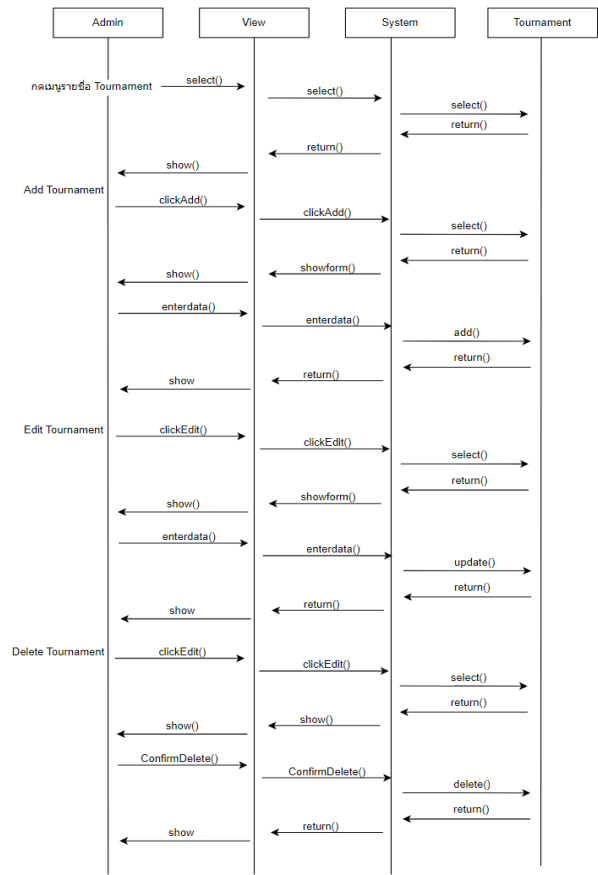 Admin
View
System
Tournament
กดเมนูรายชื่อ Tournament
select()
select()
select()
return()
return()
show()
Add Tournament
clickAdd()
clickAdd()
select()
return()
showform()
show()
enterdata()
enterdata()
add()
return()
return()
show
Edit Tournament
clickEdit()
clickEdit()
select()
return()
showform()
show()
enterdata()
enterdata()
update()
return()
return()
show
Delete Tournament
clickEdit()
clickEdit()
select()
return()
show()
show()
ConfirmDelete()
ConfirmDelete()
delete()
return()
return()
show